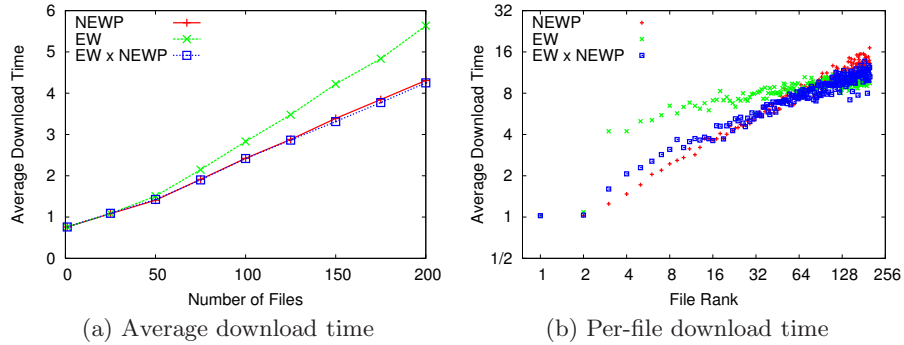 NEWP
EW
EW x NEWP
Average Download Time
6
5
4
3
2
1
0
0
50
100
150
200
Number of Files
(a) Average download time
NEWP
EW
EW x NEWP
Average Download Time
32
16
8
4
2
1
1/2
1
2
4
8
16
32
64
128
256
File Rank
(b) Per-file download time